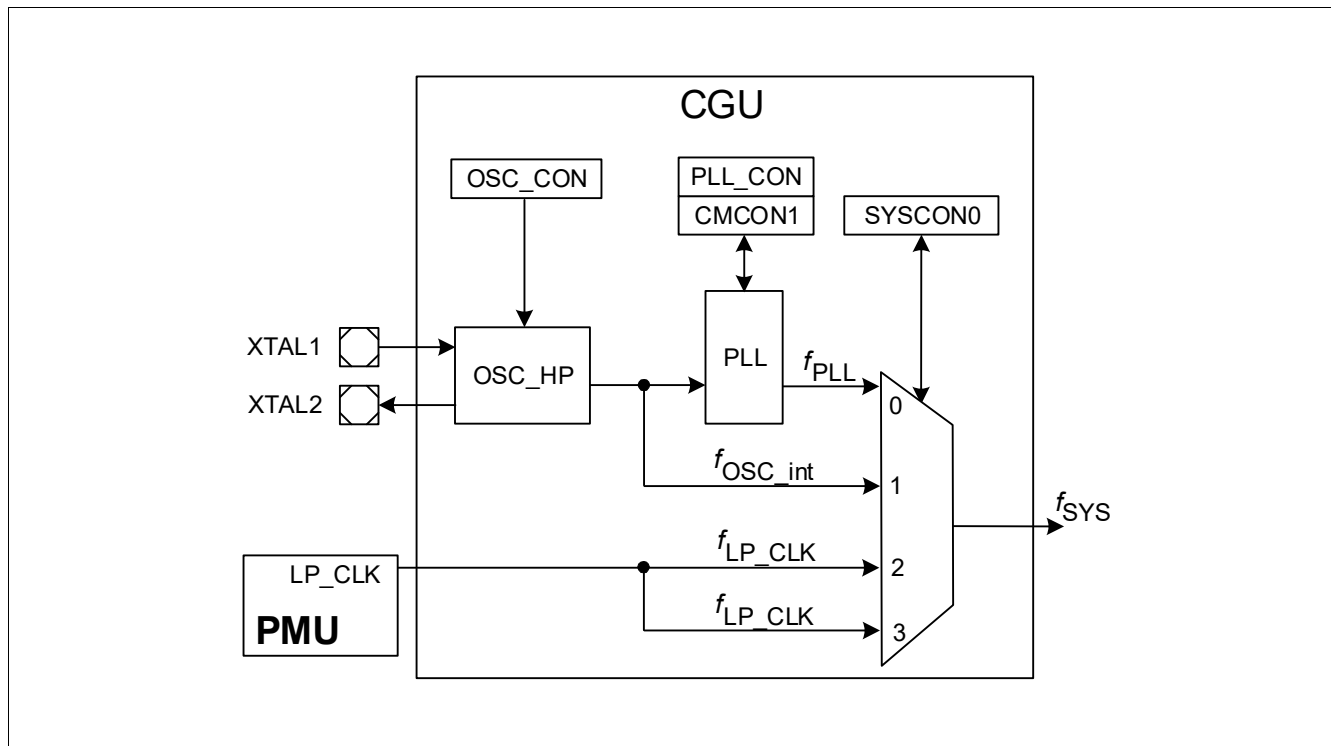 CGU
OSC_CON
PLL_CON
CMCON1
SYSCON0
XTAL1
XTAL2
OSC_HP
PLL
fPLL
0
fOSC_int
1
fSYS
fLP_CLK
2
LP_CLK
PMU
fLP_CLK
3